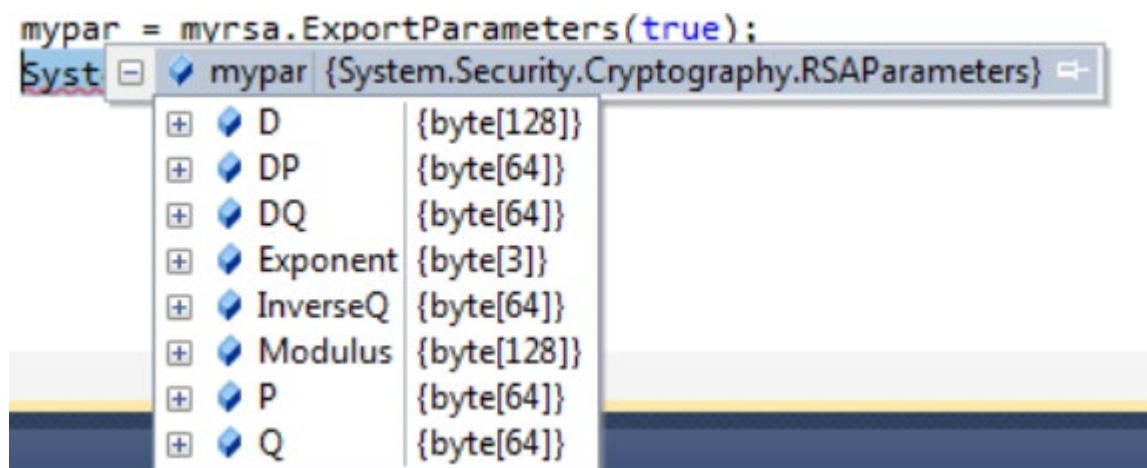 mypar = myrsa.ExportParameters(true);
Syst mypar {System.Security.Cryptography.RSAParameters}
D {byte[128]}
DP {byte[64]}
DQ {byte[64]}
Exponent {byte[3]}
InverseQ {byte[64]}
Modulus {byte[128]}
P {byte[64]}
Q {byte[64]}